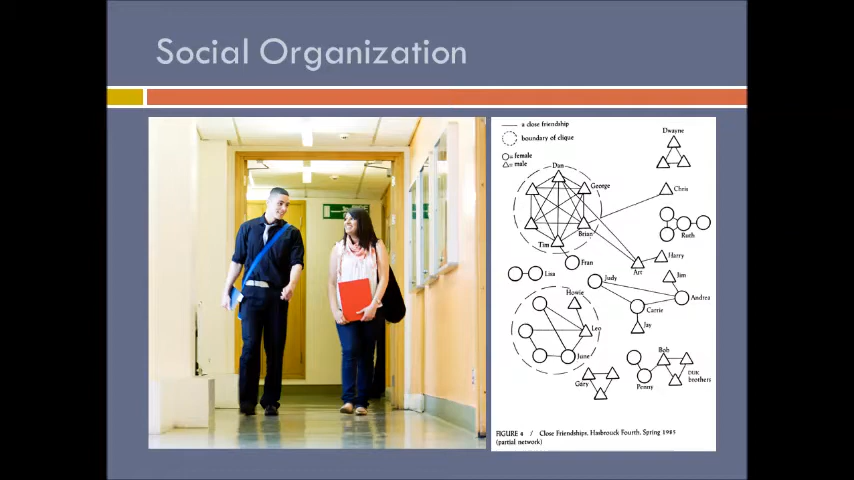 Social Organization
a close friendship
boundary of clique
= female
= male
Dwayne
Dan
George
Chris
Brian
Ruth
Tim
Fran
Art
Harry
Lisa
Judy
Jim
Howie
Andrea
Carrie
Leo
Jay
June
Bob
Gary
Penny
DUK
brothers
FIGURE 4 / Close Friendships, Hasbrouck Fourth, Spring 1985
(partial network)